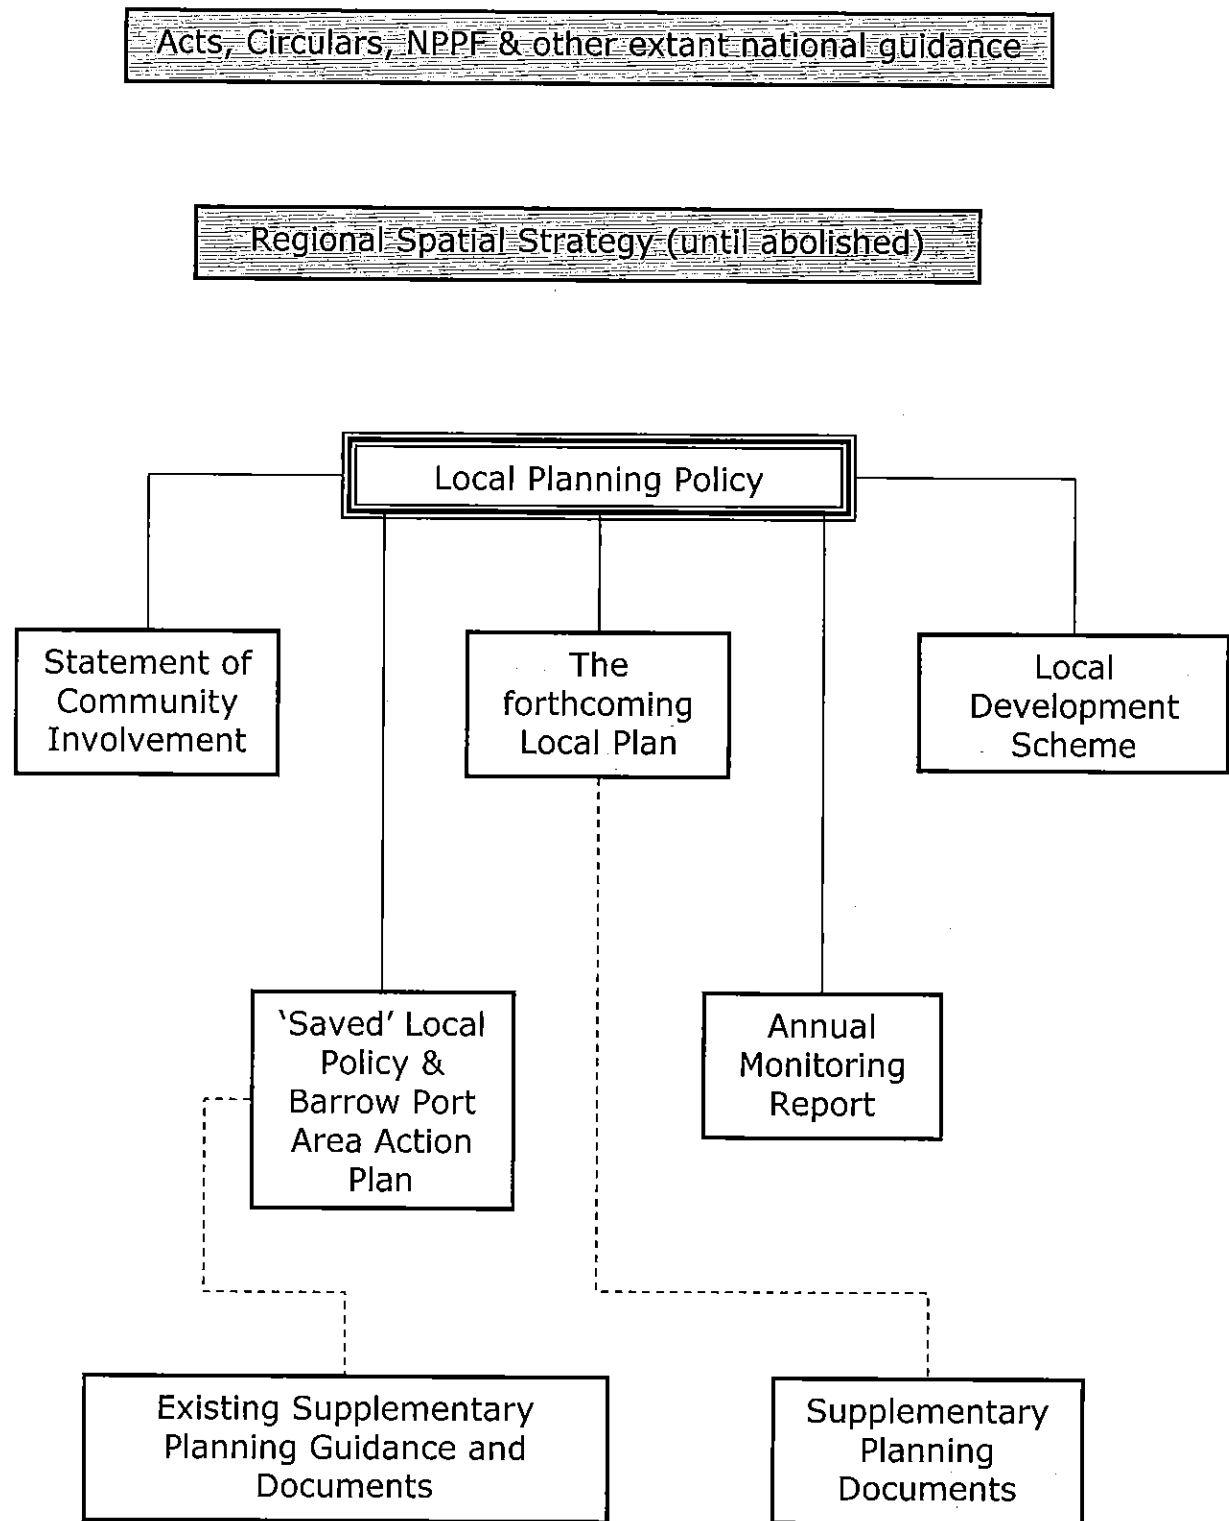 Acts, Circulars, NPPF & other extant national guidance
Regional Spatial Strategy (until abolished)
Local Planning Policy
Statement of
Community
Involvement
The
forthcoming
Local Plan
Local
Development
Scheme
‘Saved’ Local
Policy &
Barrow Port
Area Action
Plan
Annual
Monitoring
Report
Existing Supplementary
Planning Guidance and
Documents
Supplementary
Planning
Documents